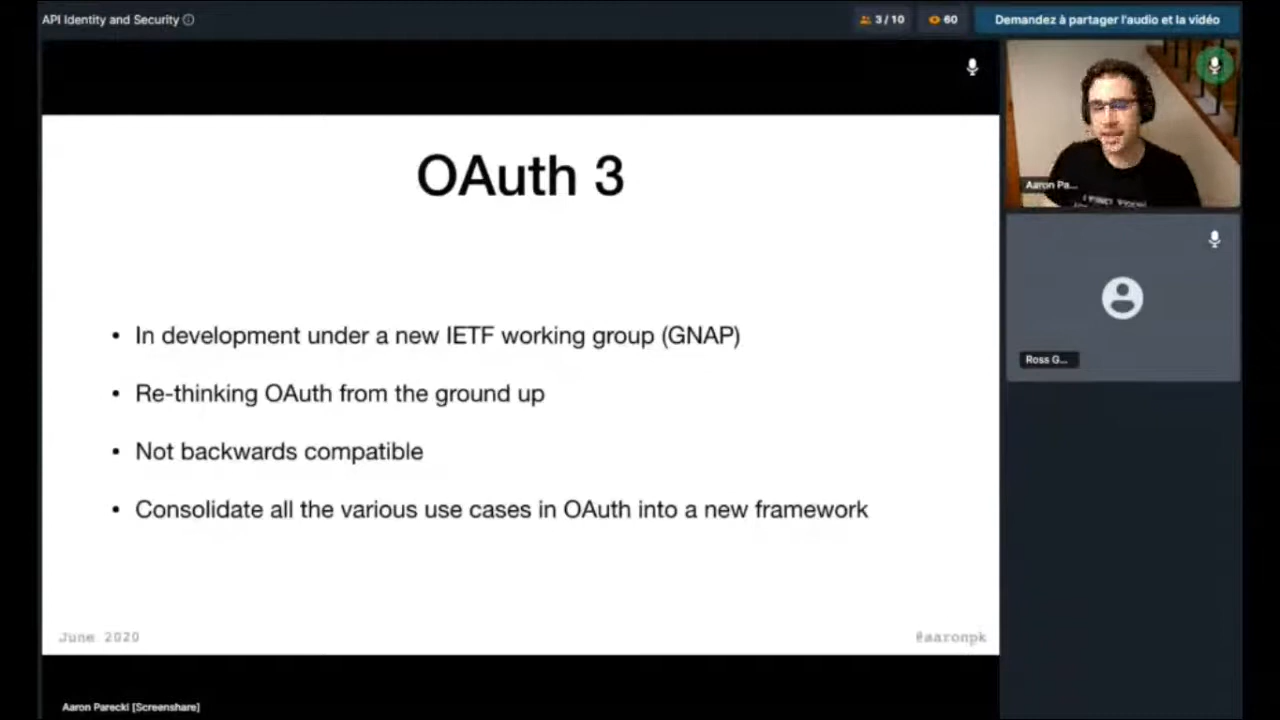 API Identity and Security
3 / 10
60
Demandez à partager l'audio et la vidéo
OAuth 3
• In development under a new IETF working group (GNAP)
• Re-thinking OAuth from the ground up
• Not backwards compatible
• Consolidate all the various use cases in OAuth into a new framework
June 2020
@aaronpk
Aaron Parecki [Screenshare]
Aaron Pa...
Ross G...